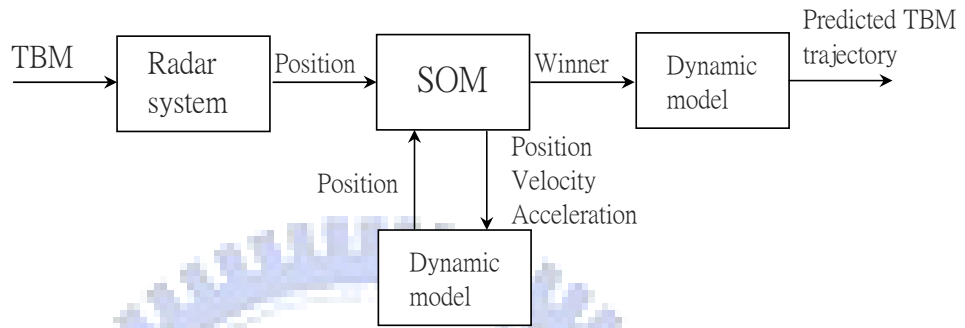 Predicted TBM
trajectory
TBM
Radar
system
Position
SOM
Winner
Dynamic
model
Position
Position
Velocity
Acceleration
Dynamic
model